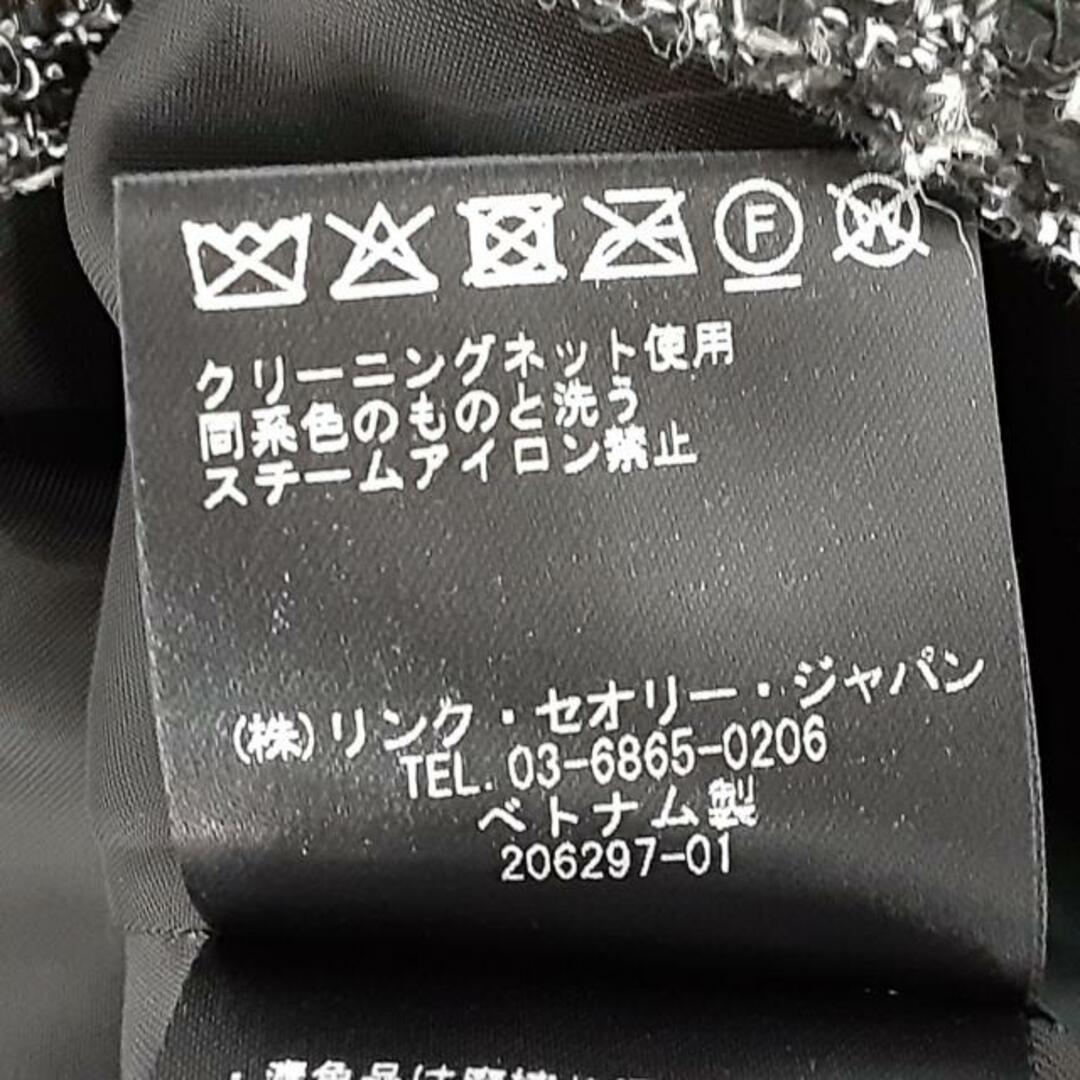 F W
クリーニングネット使用
同系色のものと洗う
スチームアイロン禁止
(株)リンク・セオリー・ジャパン
TEL. 03-6865-0206
ベトナム製
206297-01